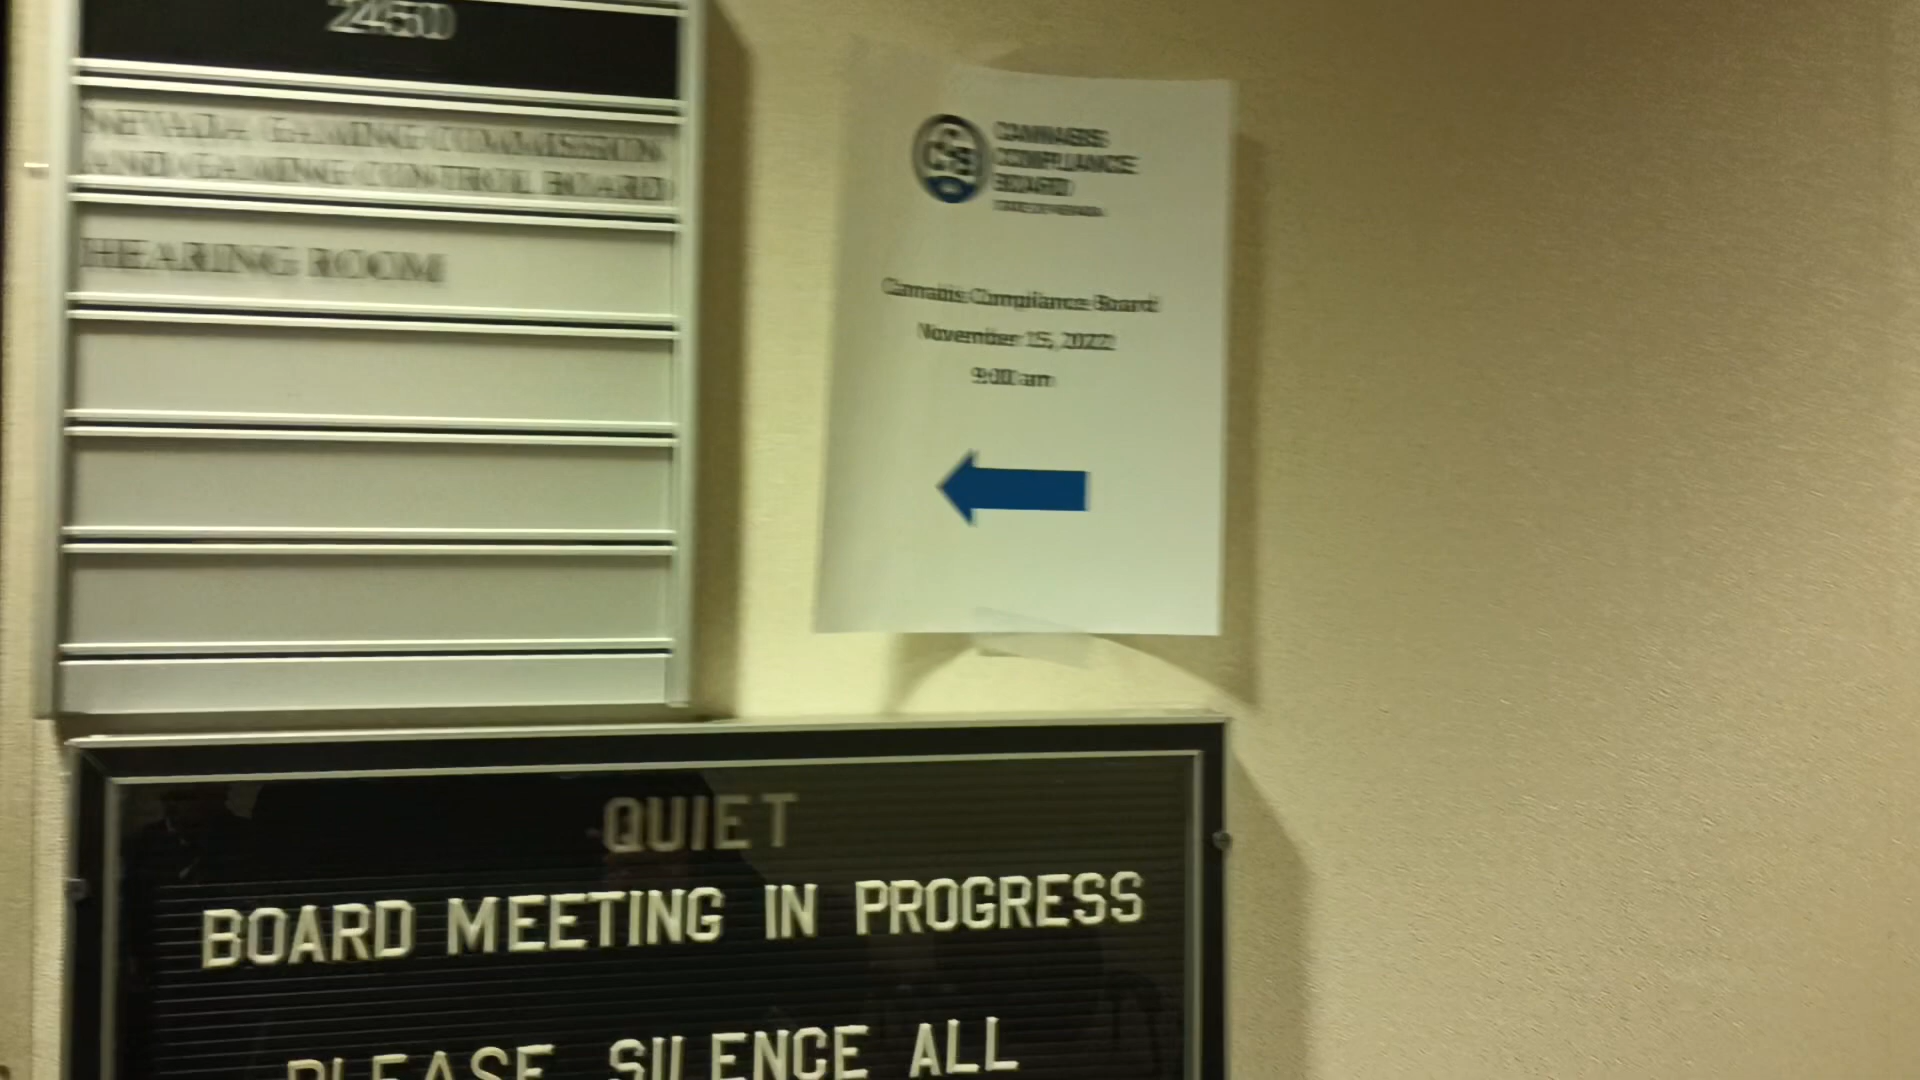 2450
NEVADA GAMING COMMISSION
AND GAMING CONTROL BOARD
HEARING ROOM
CANNABIS
COMPLIANCE
BOARD
STATE OF NEVADA
Cannabis Compliance Board
November 15, 2022
9:00 am
QUIET
BOARD MEETING IN PROGRESS
PLEASE SILENCE ALL